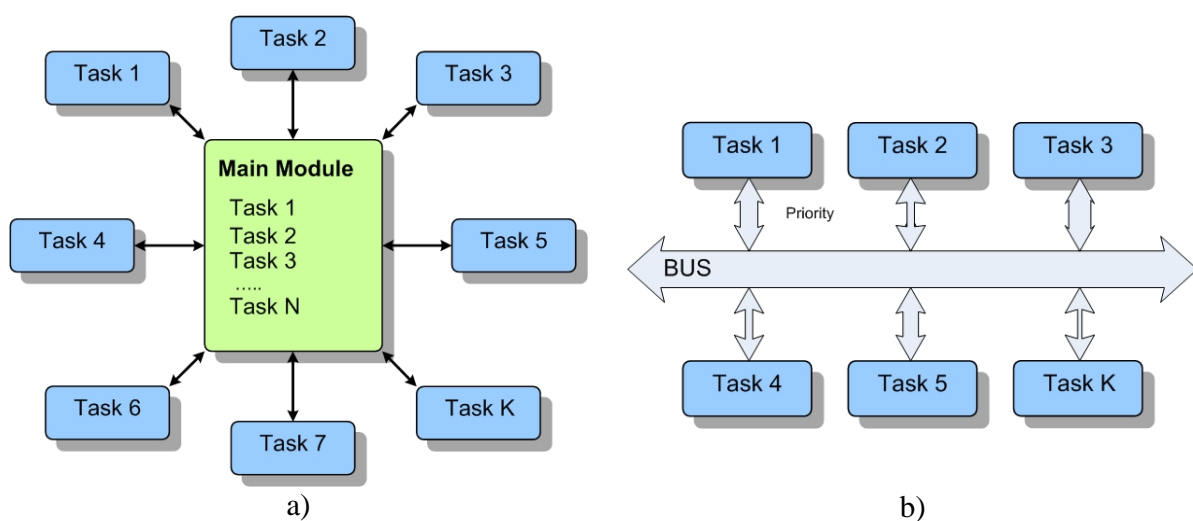 Task 1
Task 2
Task 3
Main Module
Task 1
Task 2
Task 3
.....
Task N
Task 4
Task 5
Task 6
Task 7
Task K
a)
Task 1
Task 2
Task 3
Priority
BUS
Task 4
Task 5
Task K
b)